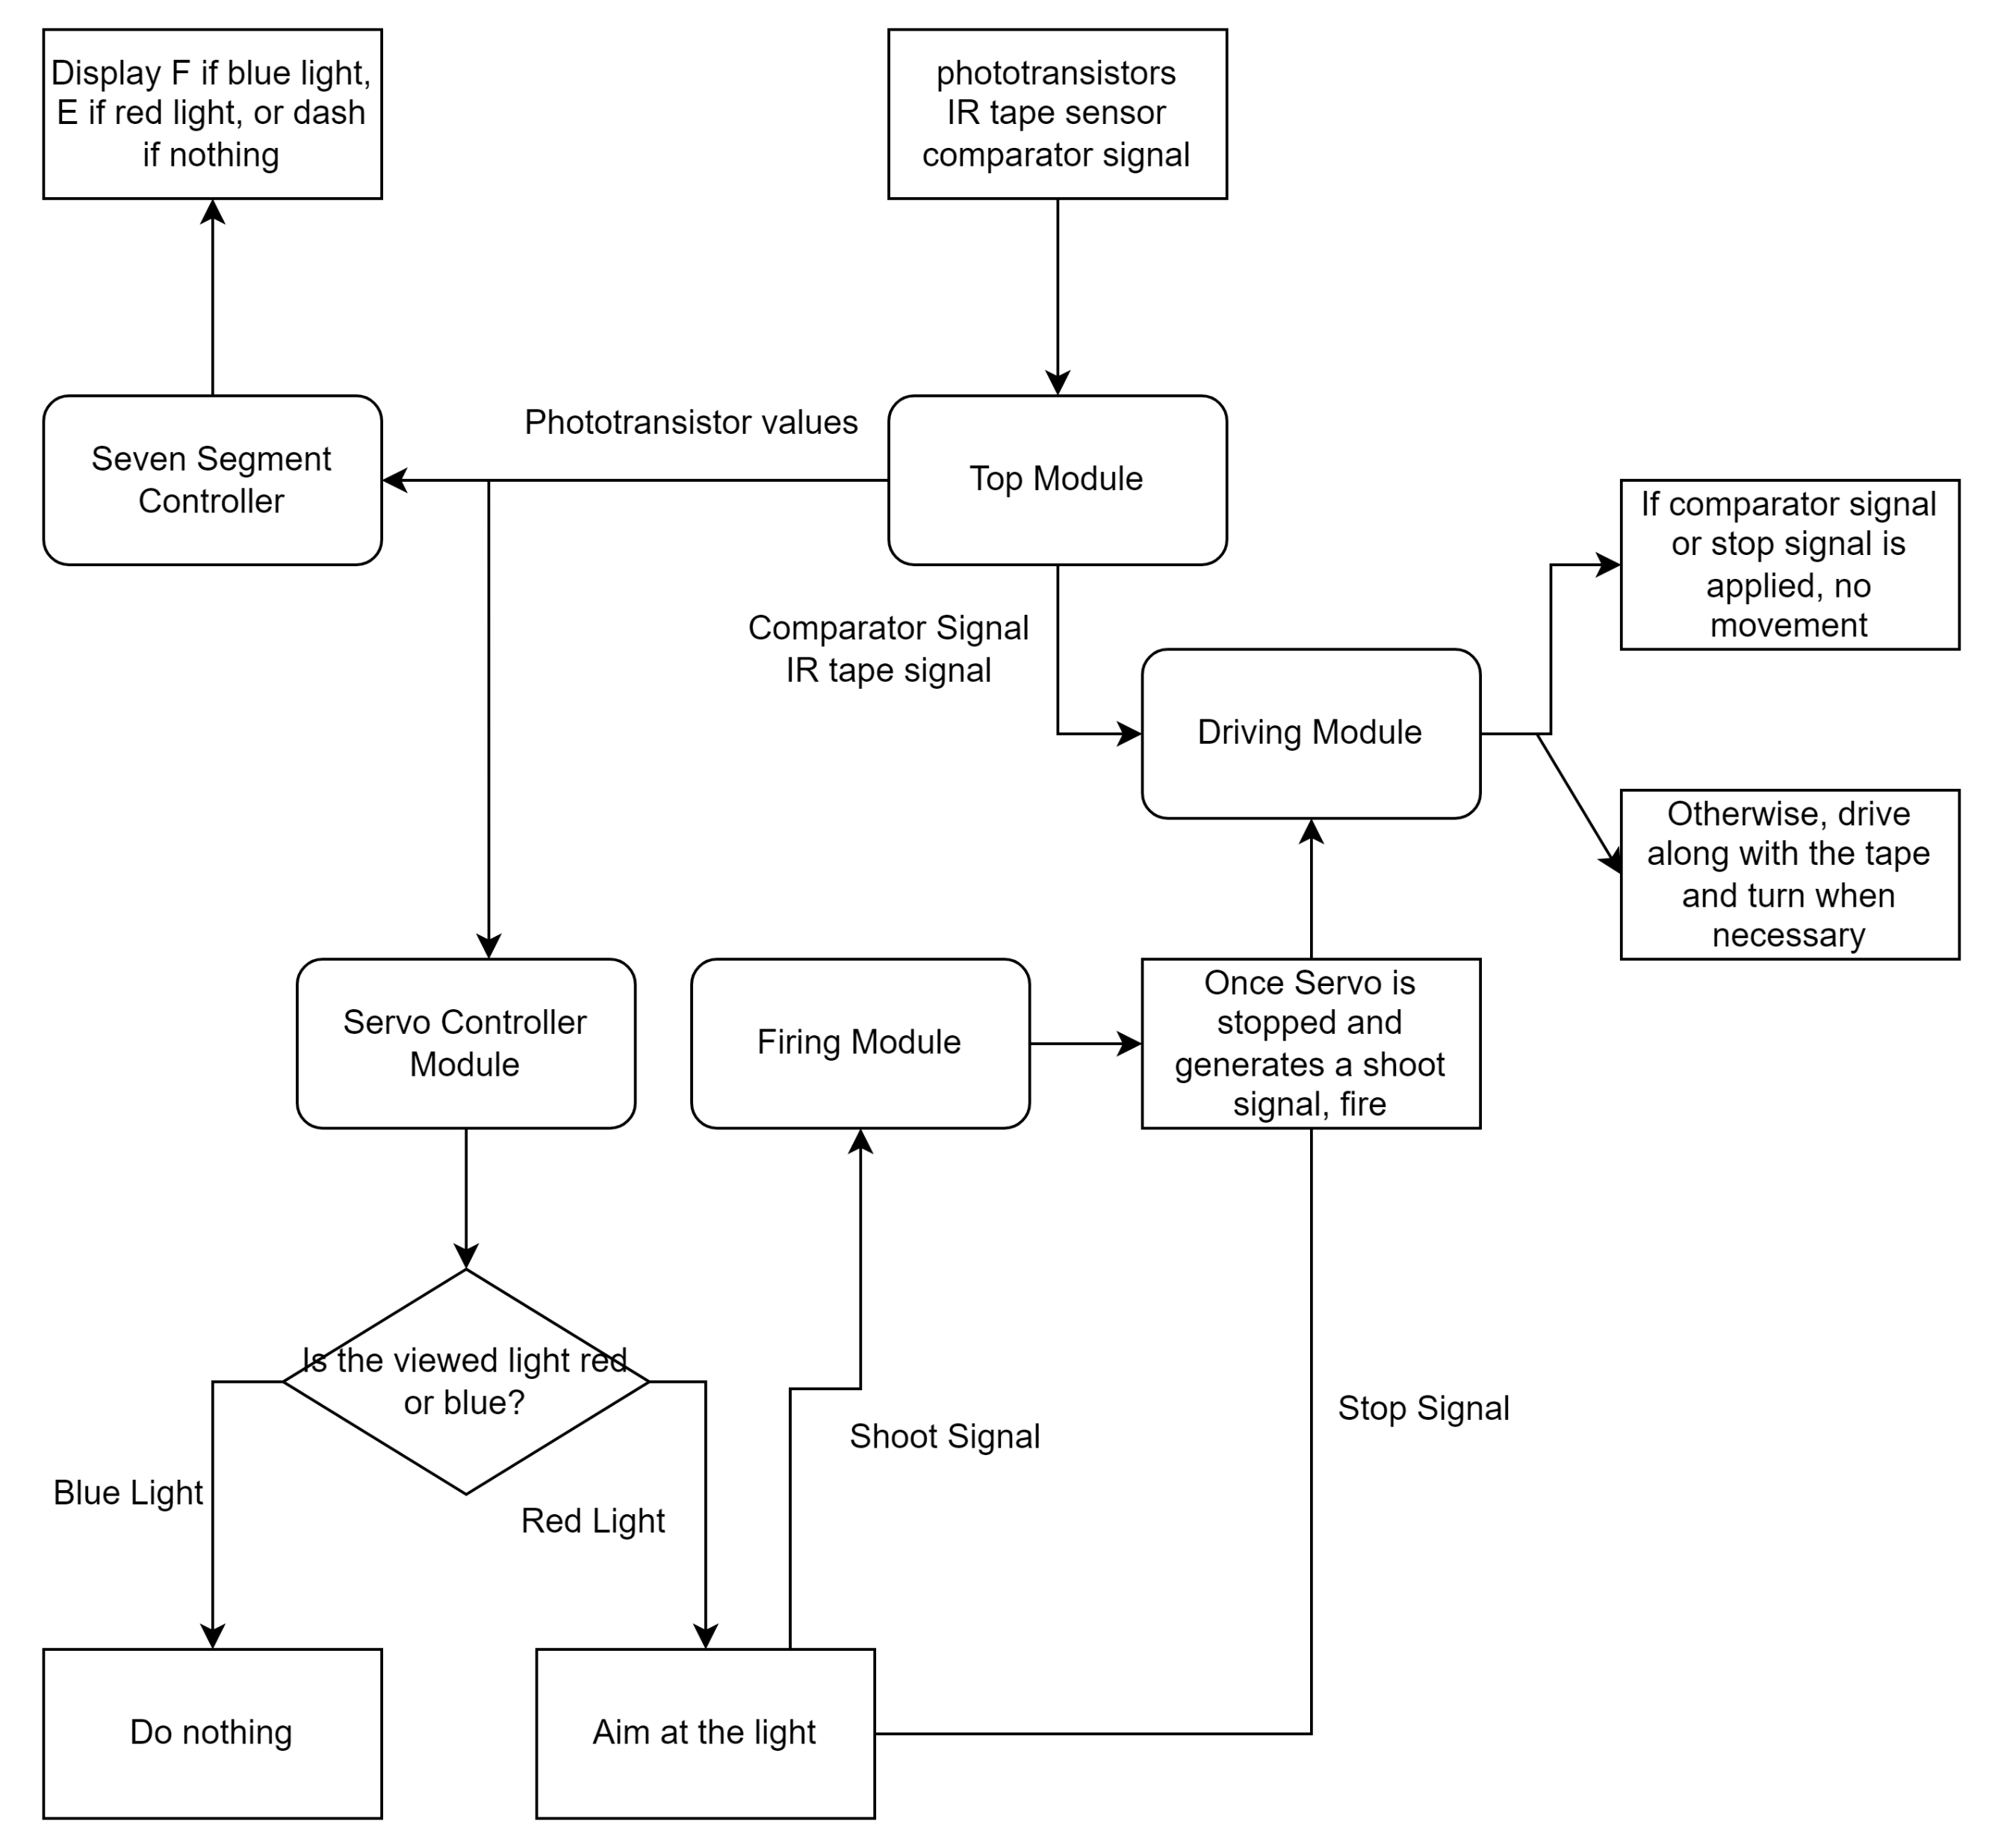 Display F if blue light,
E if red light, or dash
if nothing
phototransistors
IR tape sensor
comparator signal
Seven Segment
Controller
Phototransistor values
Top Module
If comparator signal
or stop signal is
applied, no
movement
Comparator Signal
IR tape signal
Driving Module
Otherwise, drive
along with the tape
and turn when
necessary
Servo Controller
Module
Firing Module
Once Servo is
stopped and
generates a shoot
signal, fire
Is the viewed light red
or blue?
Shoot Signal
Stop Signal
Blue Light
Red Light
Do nothing
Aim at the light